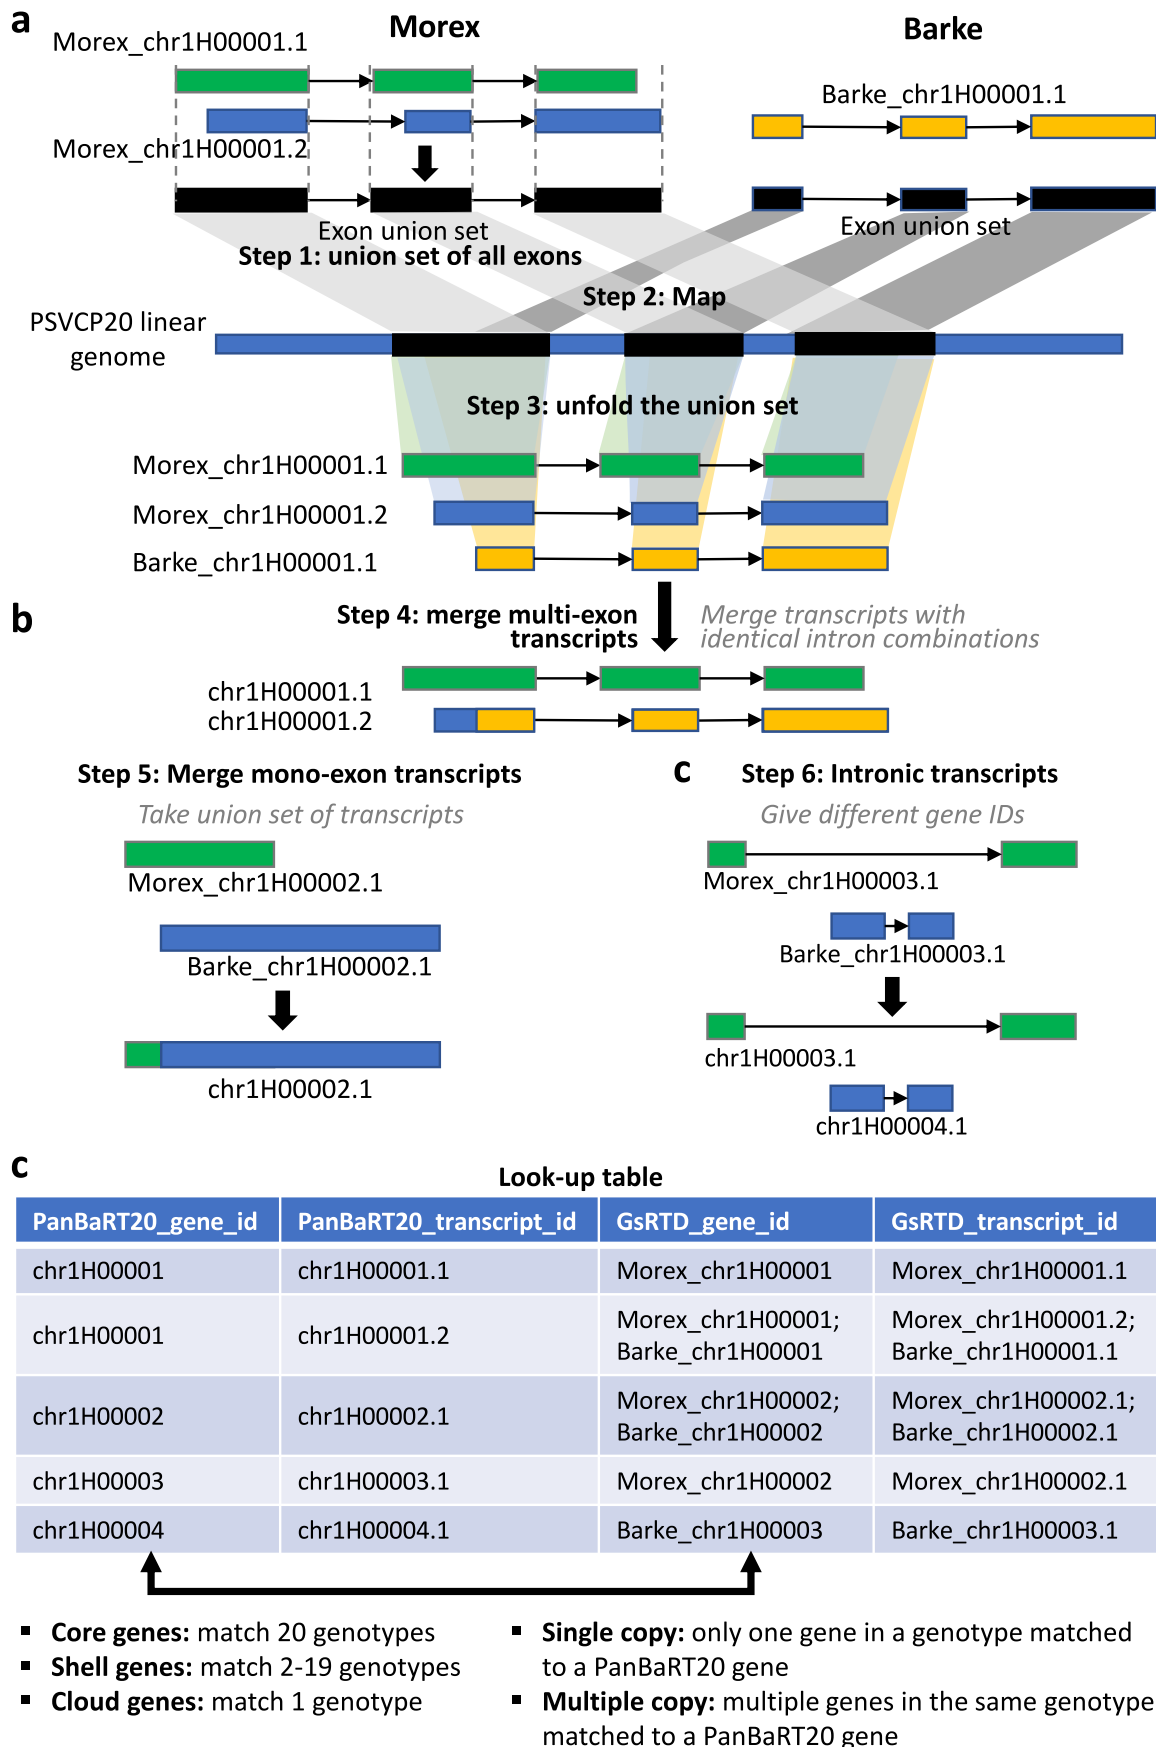 a
Morex
Barke
Morex_chr1H00001.1
Barke_chr1H00001.1
Morex_chr1H00001.2
Exon union set
Exon union set
Step 1: union set of all exons
Step 2: Map
PSVCP20 linear
genome
Step 3: unfold the union set
Morex_chr1H00001.1
Morex_chr1H00001.2
Barke_chr1H00001.1
b
Step 4: merge multi-exon
transcripts
Merge transcripts with
identical intron combinations
chr1H00001.1
chr1H00001.2
Step 5: Merge mono-exon transcripts
Take union set of transcripts
Morex_chr1H00002.1
Barke_chr1H00002.1
chr1H00002.1
c
Step 6: Intronic transcripts
Give different gene IDs
Morex_chr1H00003.1
Barke_chr1H00003.1
chr1H00003.1
chr1H00004.1
c
Look-up table
PanBaRT20_gene_id PanBaRT20_transcript_id GsRTD_gene_id GsRTD_transcript_id
chr1H00001 chr1H00001.1 Morex_chr1H00001 Morex_chr1H00001.1
chr1H00001 chr1H00001.2 Morex_chr1H00001; Morex_chr1H00001.2;
Barke_chr1H00001 Barke_chr1H00001.1
chr1H00002 chr1H00002.1 Morex_chr1H00002; Morex_chr1H00002.1;
Barke_chr1H00002 Barke_chr1H00002.1
chr1H00003 chr1H00003.1 Morex_chr1H00002 Morex_chr1H00002.1
chr1H00004 chr1H00004.1 Barke_chr1H00003 Barke_chr1H00003.1
▪ Core genes: match 20 genotypes
▪ Shell genes: match 2-19 genotypes
▪ Cloud genes: match 1 genotype
▪ Single copy: only one gene in a genotype matched
to a PanBaRT20 gene
▪ Multiple copy: multiple genes in the same genotype
matched to a PanBaRT20 gene